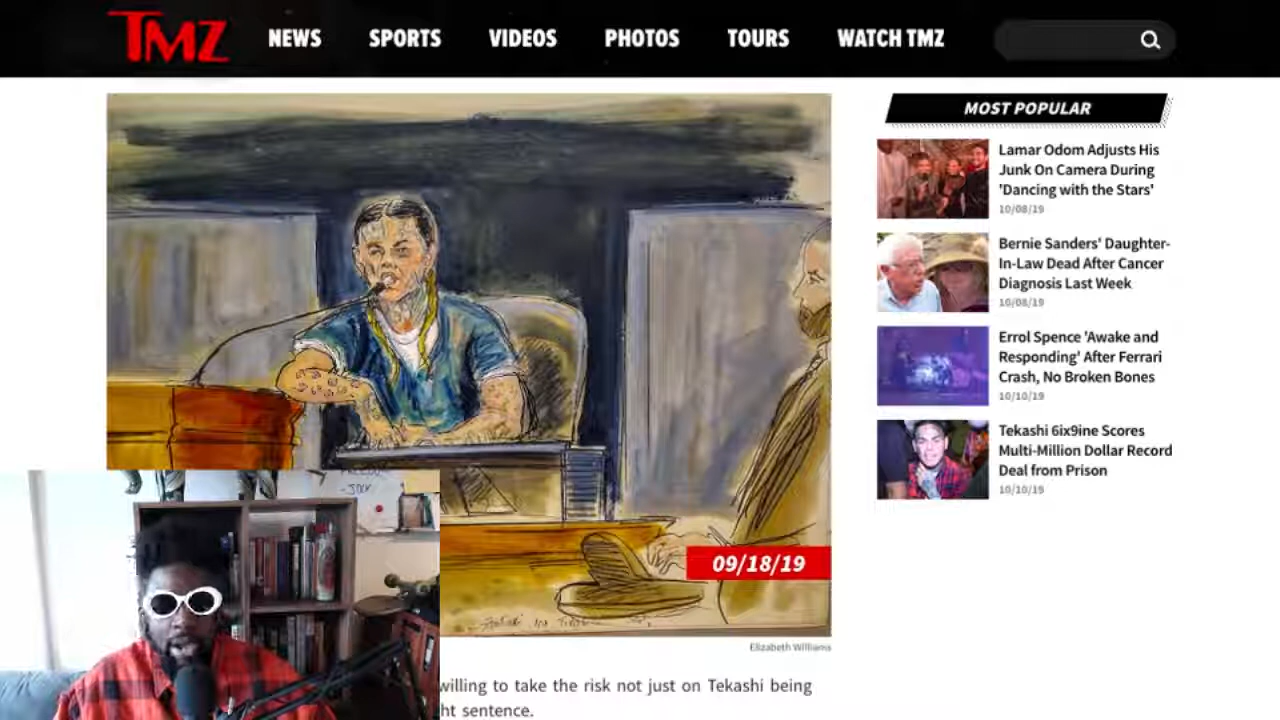 TMZ
NEWS
SPORTS
VIDEOS
PHOTOS
TOURS
WATCH TMZ
MOST POPULAR
Lamar Odom Adjusts His
Junk On Camera During
'Dancing with the Stars'
10/08/19
Bernie Sanders' Daughter-
In-Law Dead After Cancer
Diagnosis Last Week
10/08/19
Errol Spence 'Awake and
Responding' After Ferrari
Crash, No Broken Bones
10/10/19
Tekashi 6ix9ine Scores
Multi-Million Dollar Record
Deal from Prison
10/10/19
09/18/19
Elizabeth Williams
willing to take the risk not just on Tekashi being
ht sentence.